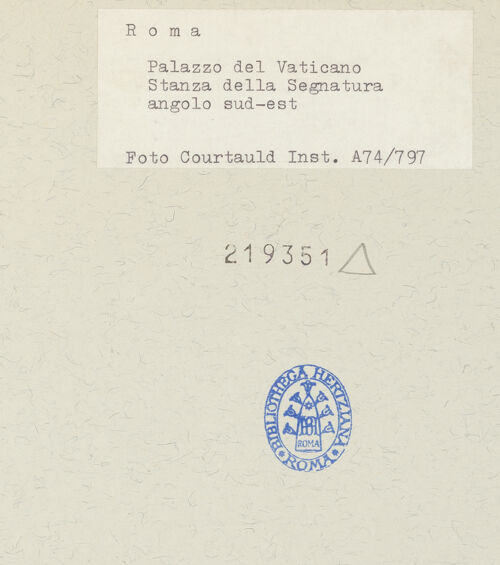 R o m a
Palazzo del Vaticano
Stanza della Segnatura
angolo sud-est
Foto Courtauld Inst. A74/797
219351
BIBLIOTHECA HERTZIANA
BH
ROMA
ROMA